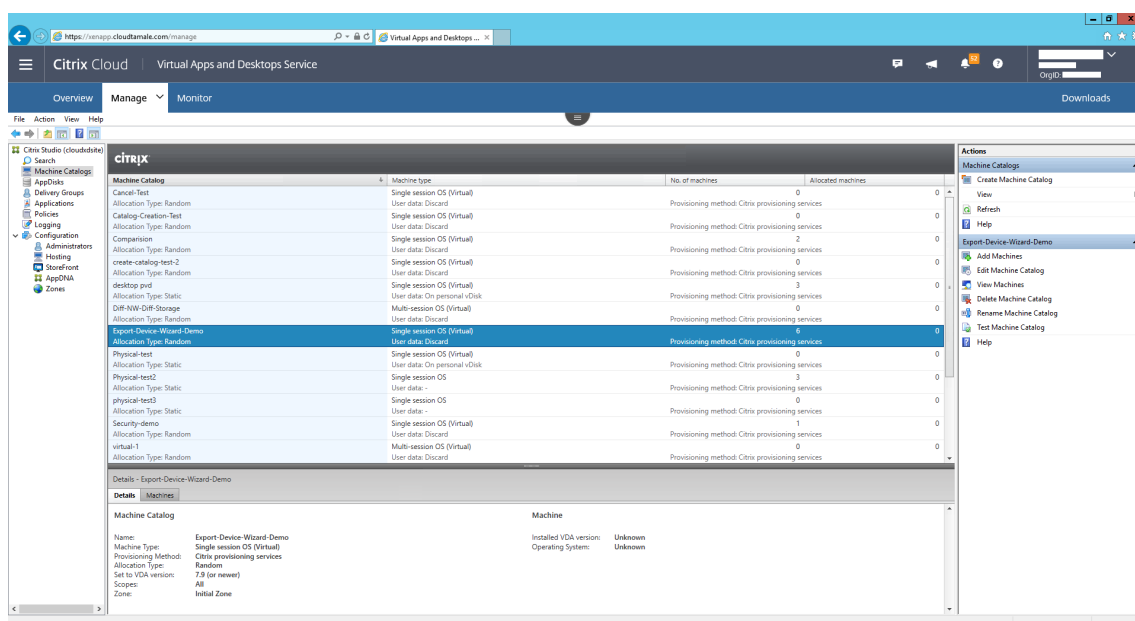 https://xenapp.cloudtamale.com/manage
Virtual Apps and Desktops ...
Citrix Cloud | Virtual Apps and Desktops Service
OrgID:
Overview Manage Monitor Downloads
File Action View Help
Citrix Studio (cloudxdsite)
Search
Machine Catalogs
AppDisks
Delivery Groups
Applications
Policies
Logging
Configuration
Administrators
Hosting
StoreFront
AppDNA
Zones
CITRIX
Machine Catalog Machine type No. of machines Allocated machines
Cancel-Test Single session OS (Virtual) 0 0
Allocation Type: Random User data: Discard Provisioning method: Citrix provisioning services
Catalog-Creation-Test Single session OS (Virtual) 0 0
Allocation Type: Random User data: Discard Provisioning method: Citrix provisioning services
Comparision Single session OS (Virtual) 2 0
Allocation Type: Random User data: Discard Provisioning method: Citrix provisioning services
create-catalog-test-2 Single session OS (Virtual) 0 0
Allocation Type: Random User data: Discard Provisioning method: Citrix provisioning services
desktop pvd Single session OS (Virtual) 3 0
Allocation Type: Static User data: On personal vDisk Provisioning method: Citrix provisioning services
Diff-NW-Diff-Storage Multi-session OS (Virtual) 0 0
Allocation Type: Random User data: Discard Provisioning method: Citrix provisioning services
Export-Device-Wizard-Demo Single session OS (Virtual) 6 0
Allocation Type: Random User data: Discard Provisioning method: Citrix provisioning services
Physical-test Single session OS (Virtual) 0 0
Allocation Type: Static User data: On personal vDisk Provisioning method: Citrix provisioning services
Physical-test2 Single session OS 3 0
Allocation Type: Static User data: - Provisioning method: Citrix provisioning services
physical-test3 Single session OS 0 0
Allocation Type: Static User data: - Provisioning method: Citrix provisioning services
Security-demo Single session OS (Virtual) 1 0
Allocation Type: Random User data: Discard Provisioning method: Citrix provisioning services
virtual-1 Multi-session OS (Virtual) 0 0
Allocation Type: Random User data: Discard Provisioning method: Citrix provisioning services
Details - Export-Device-Wizard-Demo
Details Machines
Machine Catalog
Name: Export-Device-Wizard-Demo
Machine Type: Single session OS (Virtual)
Provisioning Method: Citrix provisioning services
Allocation Type: Random
Set to VDA version: 7.9 (or newer)
Scopes: All
Zone: Initial Zone
Machine
Installed VDA version: Unknown
Operating System: Unknown
Actions
Machine Catalogs
Create Machine Catalog
View
Refresh
Help
Export-Device-Wizard-Demo
Add Machines
Edit Machine Catalog
View Machines
Delete Machine Catalog
Rename Machine Catalog
Test Machine Catalog
Help